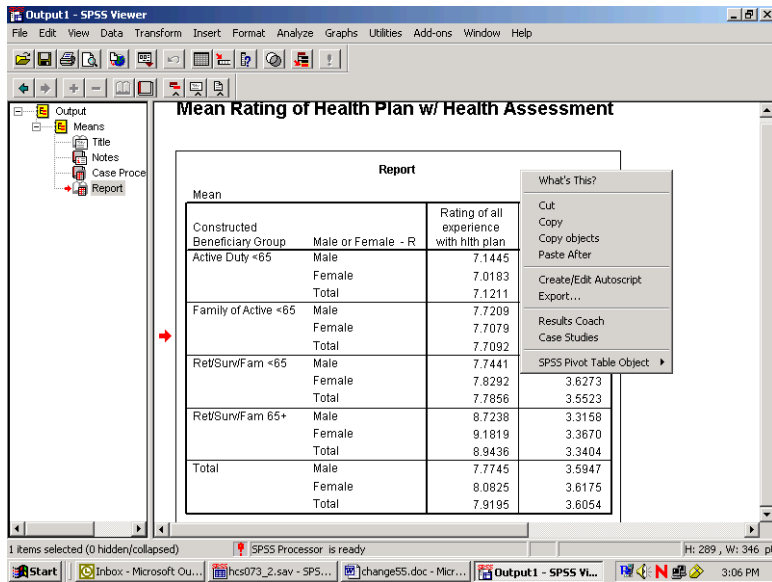 Output1 - SPSS Viewer
File Edit View Data Transform Insert Format Analyze Graphs Utilities Add-ons Window Help
Output
Means
Title
Notes
Case Proce
Report
Mean Rating of Health Plan w/ Health Assessment
Report
Mean
Constructed Beneficiary Group Male or Female - R Rating of all experience with hlth plan
Active Duty <65 Male 7.1445
Female 7.0183
Total 7.1211
Family of Active <65 Male 7.7209
Female 7.7079
Total 7.7092
Ret/Surv/Fam <65 Male 7.7441
Female 7.8292 3.6273
Total 7.7856 3.5523
Ret/Surv/Fam 65+ Male 8.7238 3.3158
Female 9.1819 3.3670
Total 8.9436 3.3404
Total Male 7.7745 3.5947
Female 8.0825 3.6175
Total 7.9195 3.6054
What's This?
Cut
Copy
Copy objects
Paste After
Create/Edit Autoscript
Export...
Results Coach
Case Studies
SPSS Pivot Table Object
1 items selected (0 hidden/collapsed) SPSS Processor is ready H: 289 , W: 346 p
Start Inbox - Microsoft Ou... hcs073_2.sav - SPS... change55.doc - Micr... Output1 - SPSS Vi... 3:06 PM